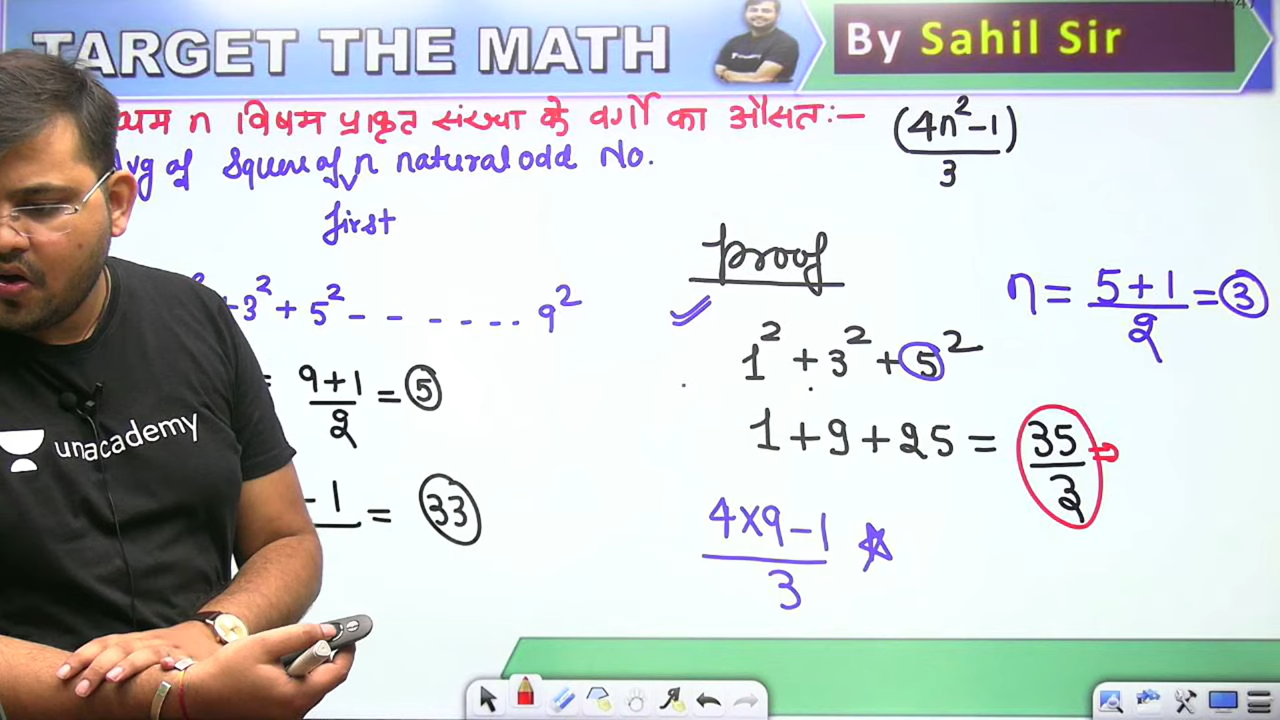 TARGET THE MATH
By Sahil Sir
n विषम प्राकृत संख्या के वर्गों का औसत:-
(4n²-1)/3
of Square of n natural odd No.
first
+3² + 5² - - - - - - .. 9²
9+1/2 = 5
-1 = 33
Proof
1² + 3² + 5²
1 + 9 + 25 = 35/3 ⇒
4×9-1/3 ☆
n = 5+1/2 = 3
unacademy